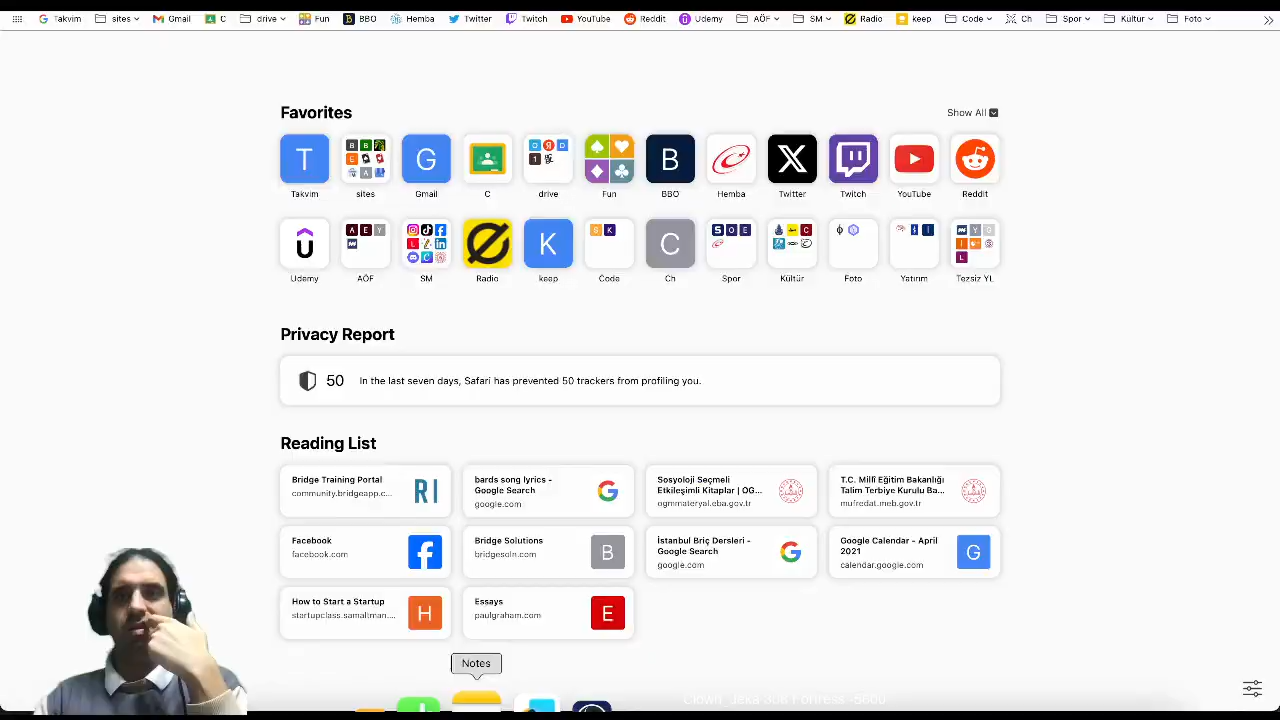 Takvim sites Gmail C drive Fun BBO Hemba Twitter Twitch YouTube Reddit Udemy AÖF SM Radio keep Code Ch Spor Kültür Foto
Favorites
Show All
T
G
B
Takvim sites Gmail C drive Fun BBO Hemba Twitter Twitch YouTube Reddit
K
C
Udemy AÖF SM Radio keep Code Ch Spor Kültür Foto Yatırım Tezsiz YL
Privacy Report
50 In the last seven days, Safari has prevented 50 trackers from profiling you.
Reading List
Bridge Training Portal
community.bridgeapp.c...
RI
bards song lyrics -
Google Search
google.com
Sosyoloji Seçmeli
Etkileşimli Kitaplar | OG...
ogmmateryal.eba.gov.tr
T.C. Millî Eğitim Bakanlığı
Talim Terbiye Kurulu Ba...
mufredat.meb.gov.tr
Facebook
facebook.com
Bridge Solutions
bridgesoln.com
B
İstanbul Briç Dersleri -
Google Search
google.com
Google Calendar - April
2021
calendar.google.com
G
How to Start a Startup
startupclass.samaltman....
H
Essays
paulgraham.com
E
Notes